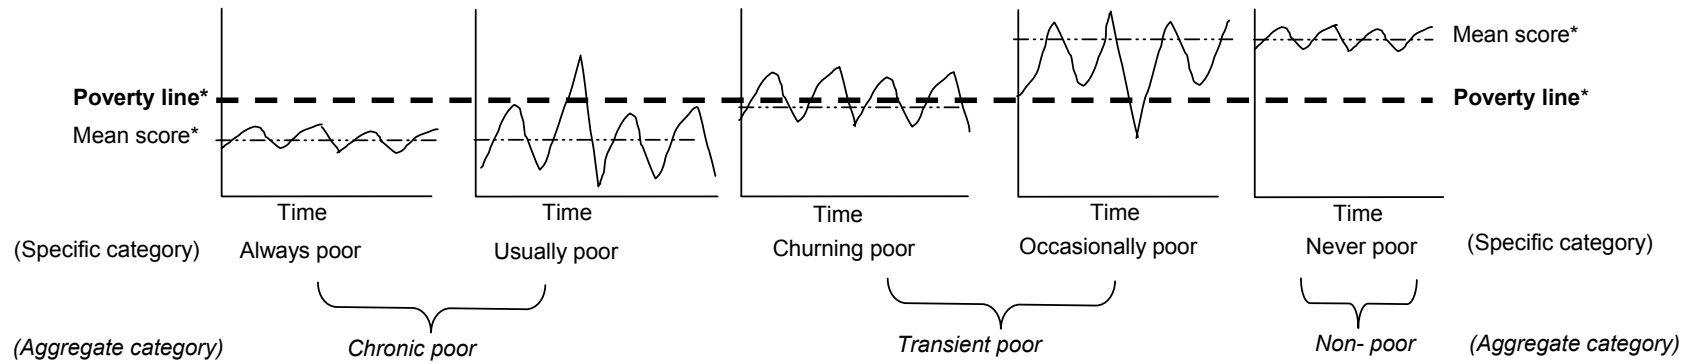 Mean score*
Poverty line*
Poverty line*
Mean score*
Time
Time
Time
Time
Time
(Specific category)
Always poor
Usually poor
Churning poor
Occasionally poor
Never poor
(Specific category)
(Aggregate category)
Chronic poor
Transient poor
Non- poor
(Aggregate category)